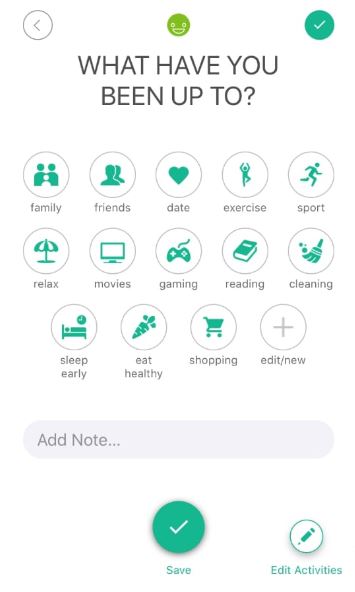 WHAT HAVE YOU
BEEN UP TO?
family friends date exercise sport
relax movies gaming reading cleaning
sleep early eat healthy shopping edit/new
Add Note...
Save
Edit Activities